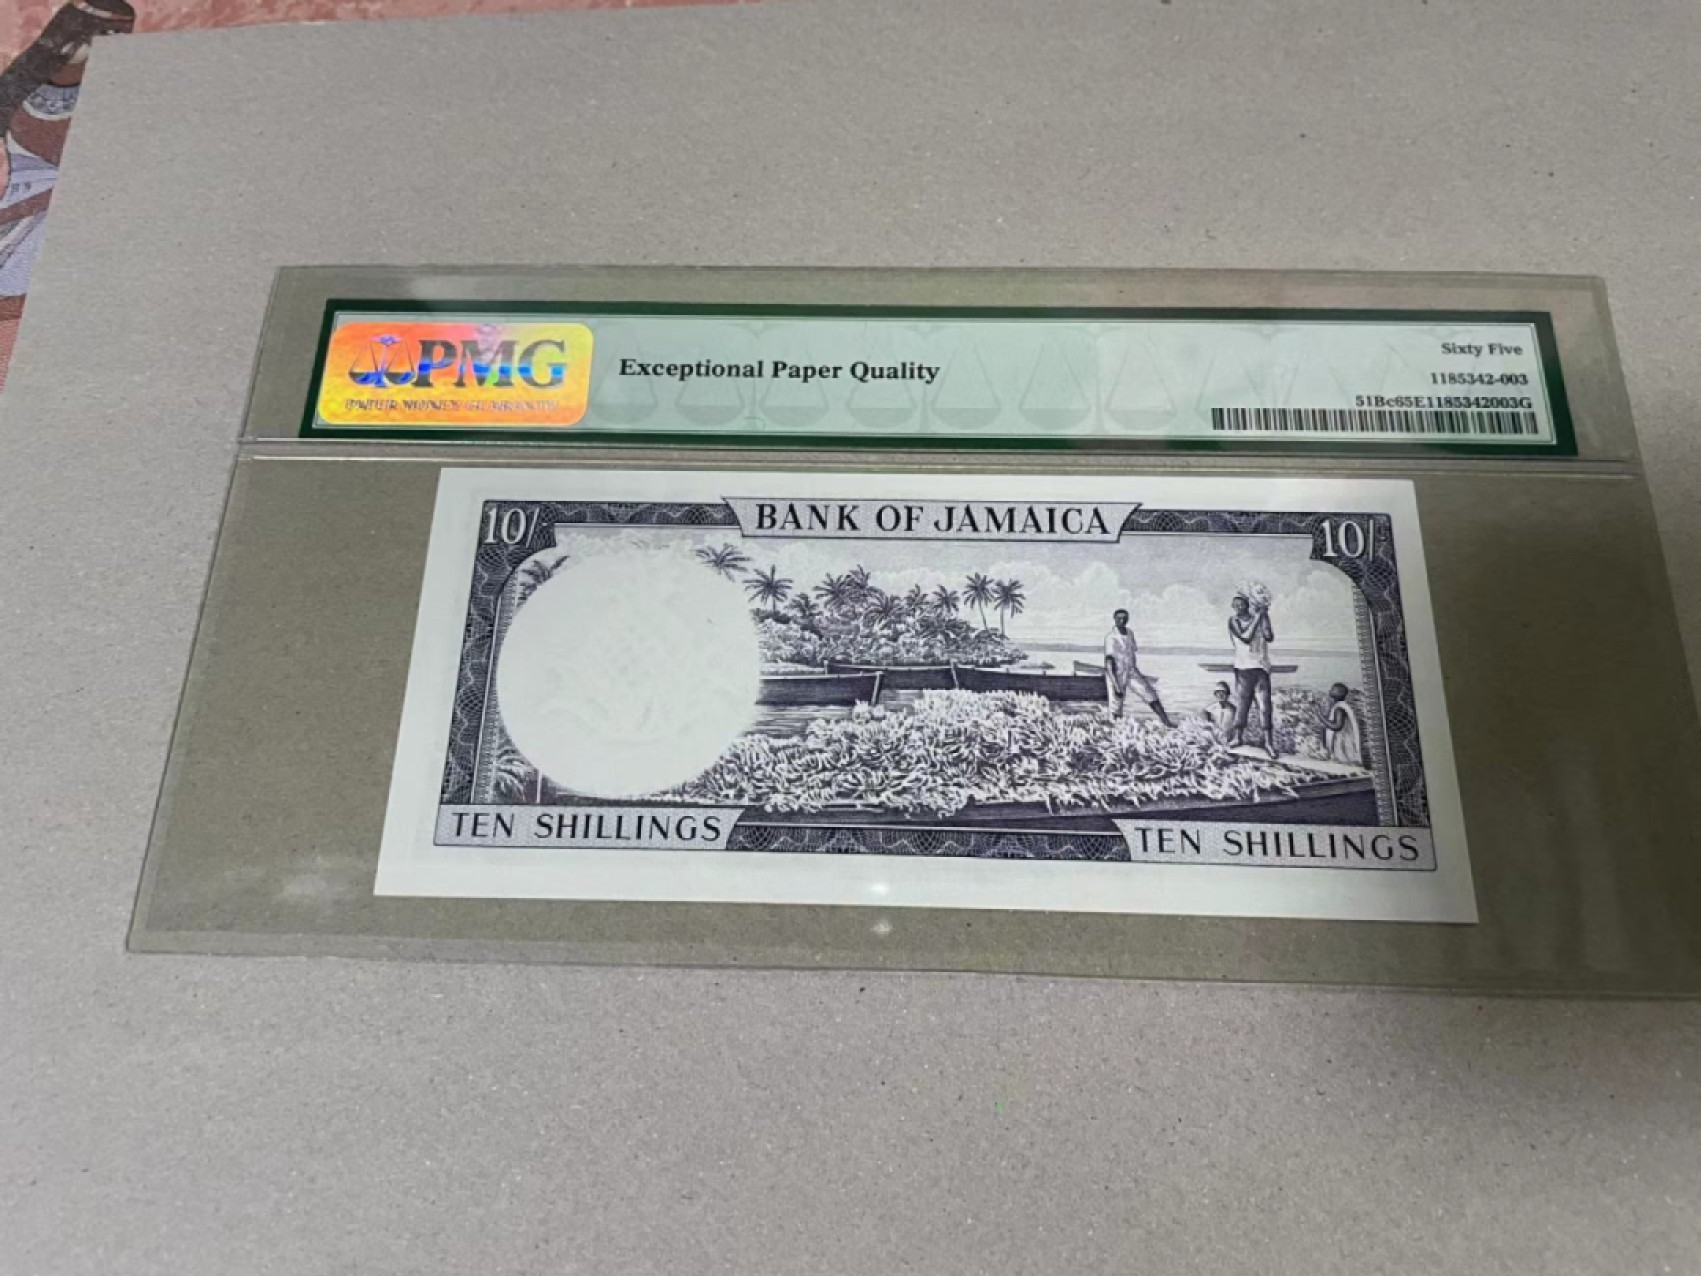 PMG
PAPER MONEY GUARANTY
Exceptional Paper Quality
Sixty Five
1185342-003
51Bc65E1185342003G
10/-
BANK OF JAMAICA
10/-
TEN SHILLINGS
TEN SHILLINGS